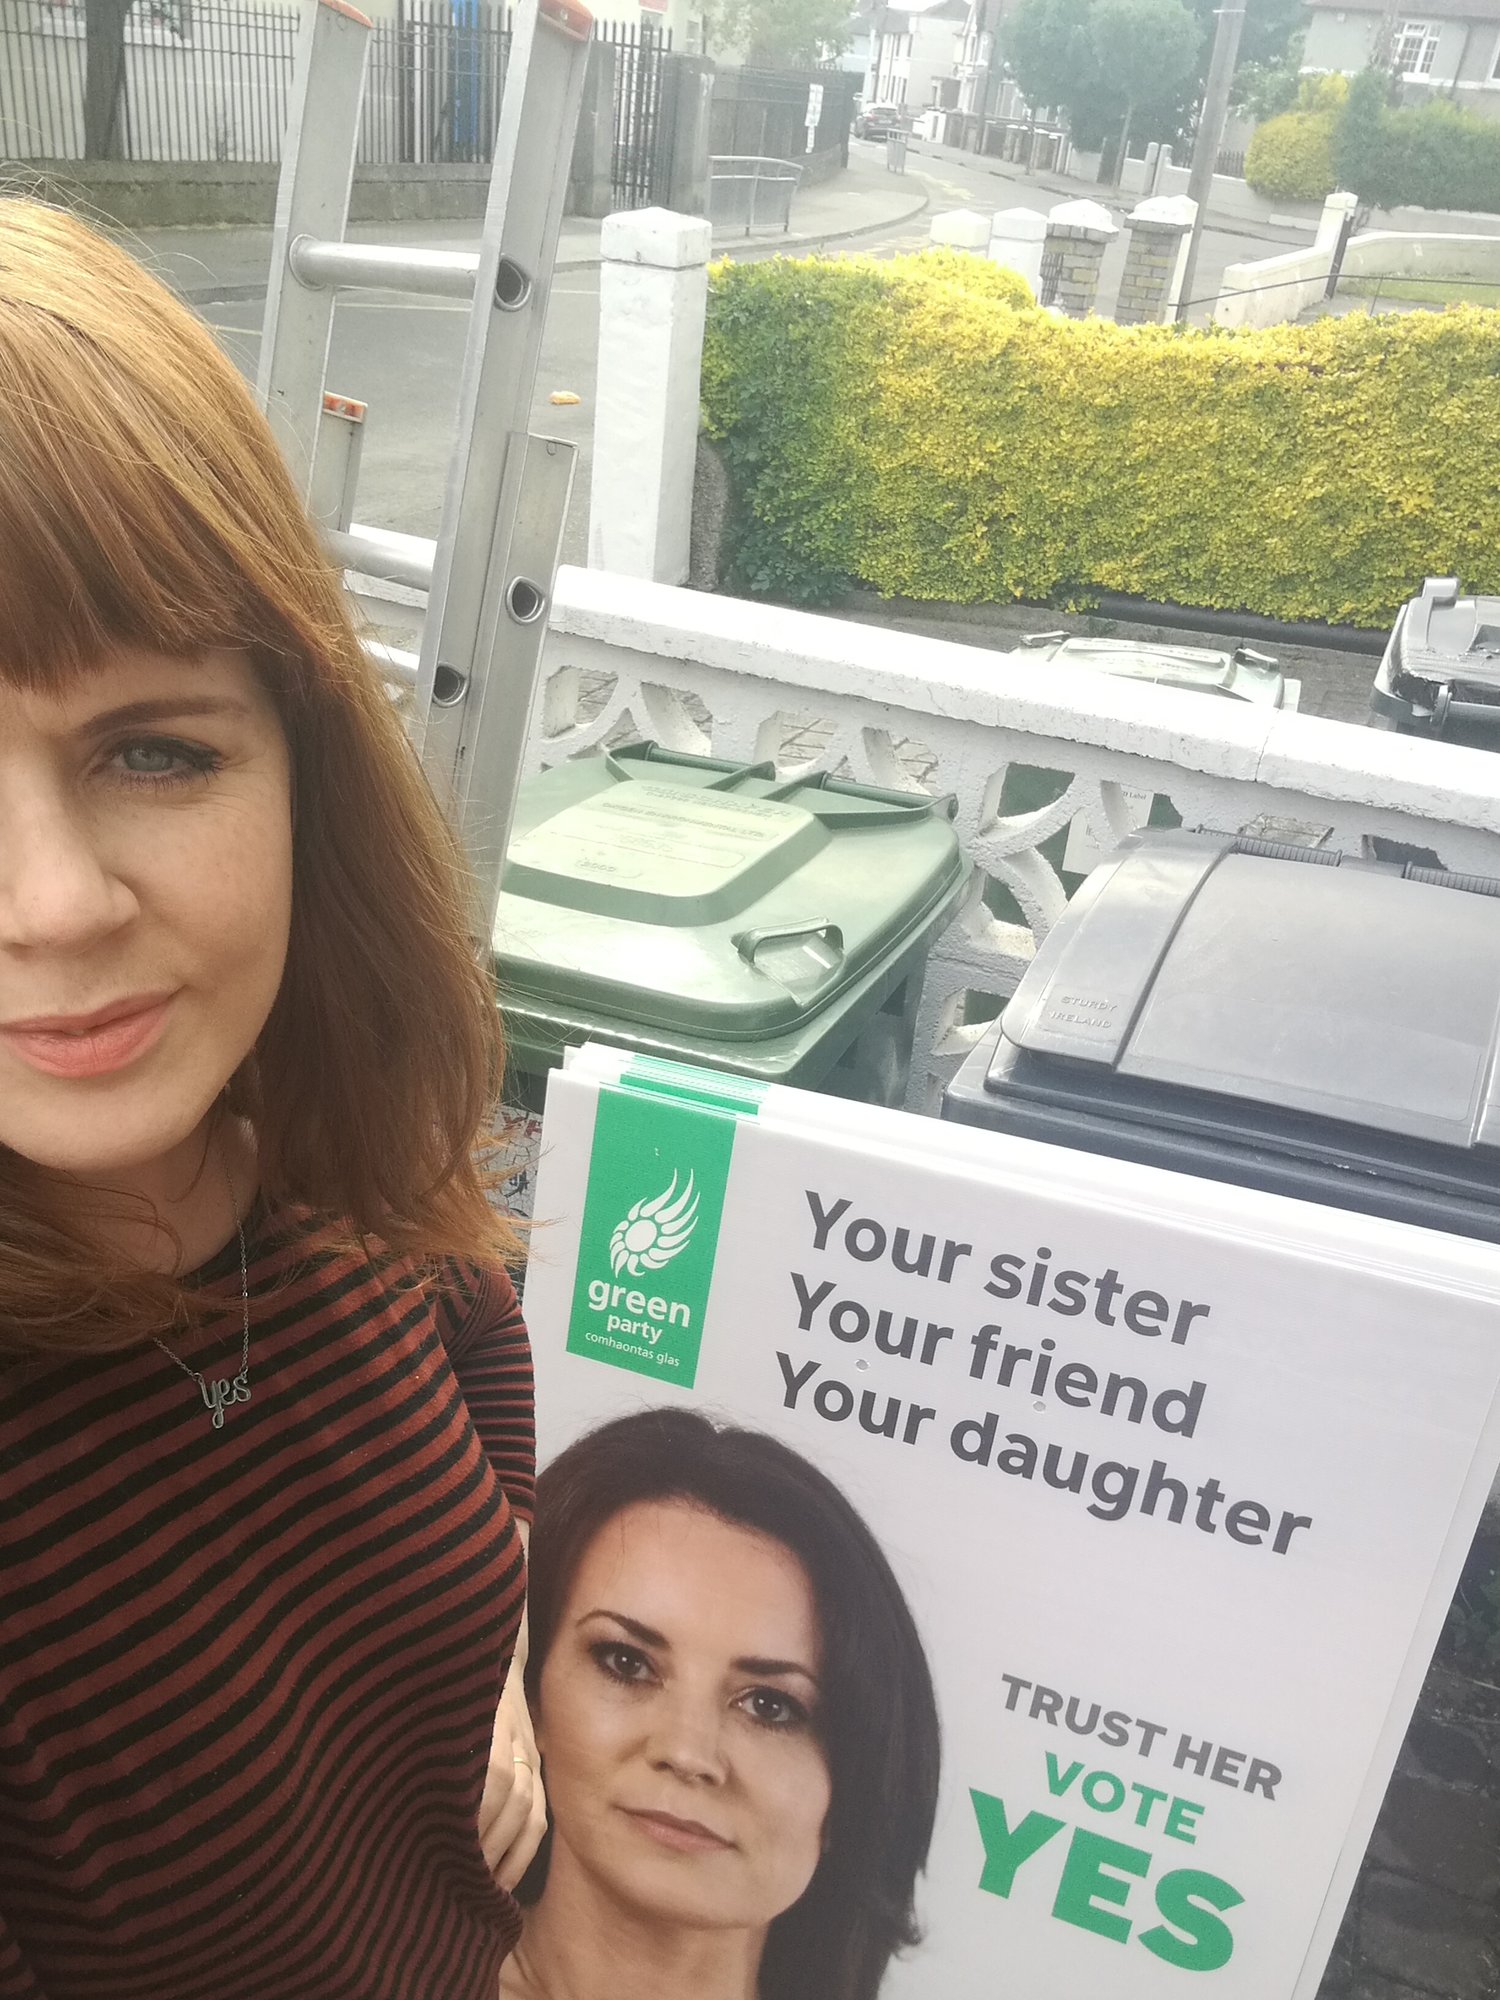 STURDY
IRELAND
green
party
comhaontas glas
Your sister
Your friend
Your daughter
yes
TRUST HER
VOTE
YES